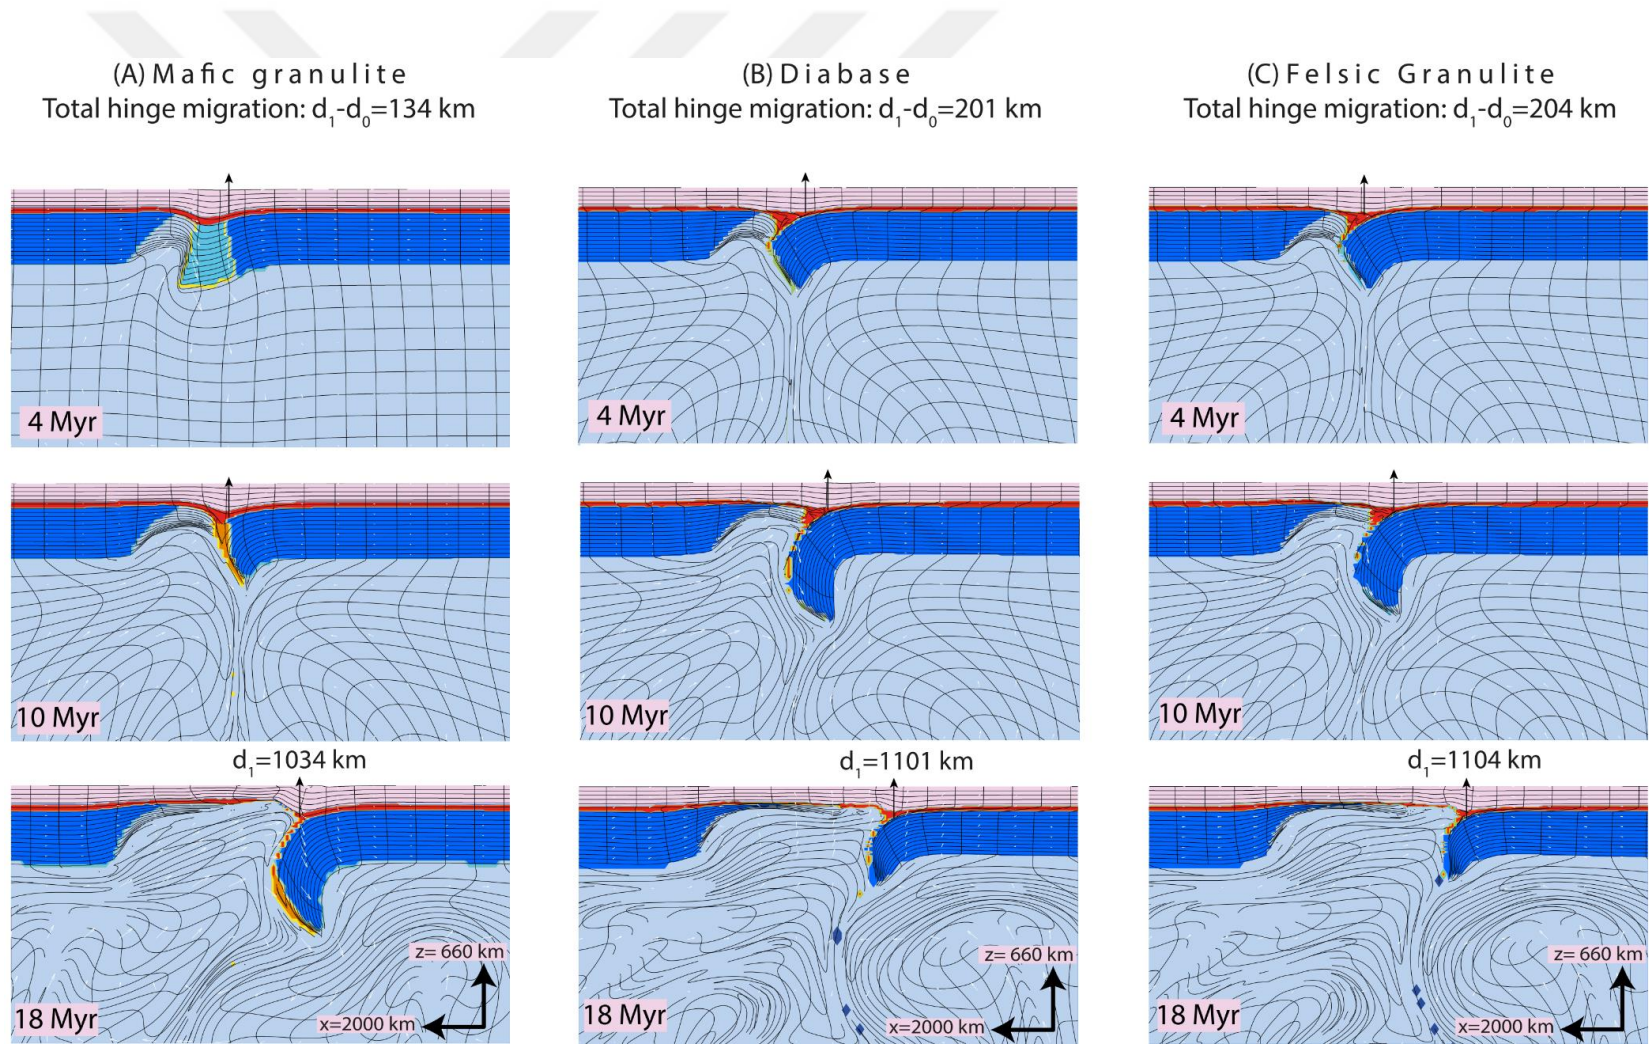 (A) Mafic granulite
Total hinge migration: d₁-d₀=134 km
(B) Diabase
Total hinge migration: d₁-d₀=201 km
(C) Felsic Granulite
Total hinge migration: d₁-d₀=204 km
4 Myr
4 Myr
4 Myr
10 Myr
10 Myr
10 Myr
d₁=1034 km
d₁=1101 km
d₁=1104 km
z= 660 km
z= 660 km
z= 660 km
18 Myr
x=2000 km
18 Myr
x=2000 km
18 Myr
x=2000 km